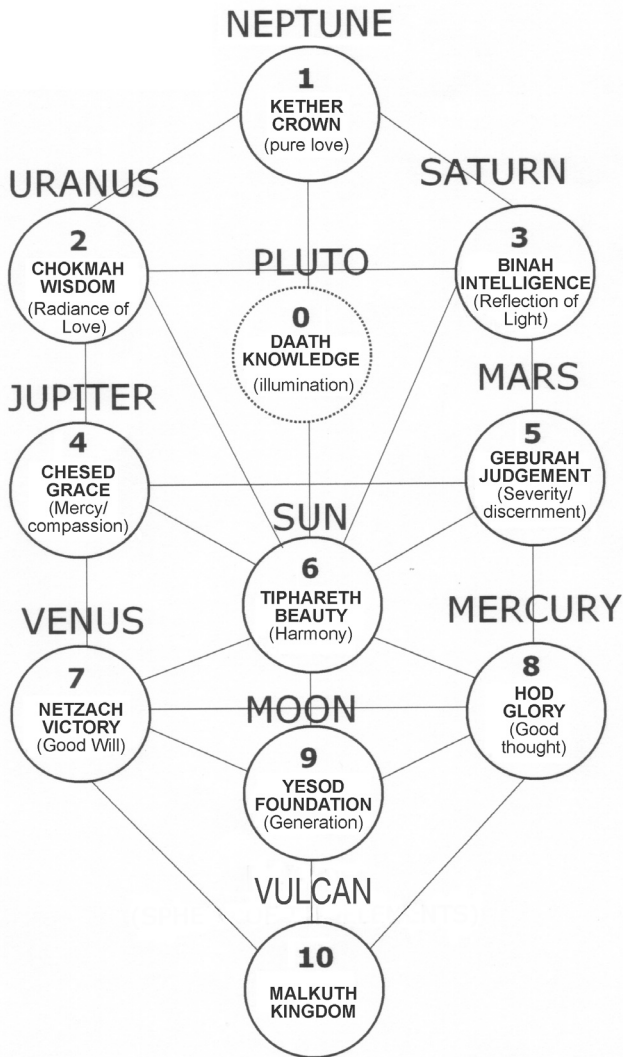 NEPTUNE
1
KETHER
CROWN
(pure love)
URANUS
SATURN
2
CHOKMAH
WISDOM
(Radiance of
Love)
PLUTO
3
BINAH
INTELLIGENCE
(Reflection of
Light)
0
DAATH
KNOWLEDGE
(illumination)
JUPITER
MARS
4
CHESED
GRACE
(Mercy/
compassion)
5
GEBURAH
JUDGEMENT
(Severity/
discernment)
SUN
6
TIPHARETH
BEAUTY
(Harmony)
VENUS
MERCURY
7
NETZACH
VICTORY
(Good Will)
8
HOD
GLORY
(Good
thought)
MOON
9
YESOD
FOUNDATION
(Generation)
VULCAN
10
MALKUTH
KINGDOM